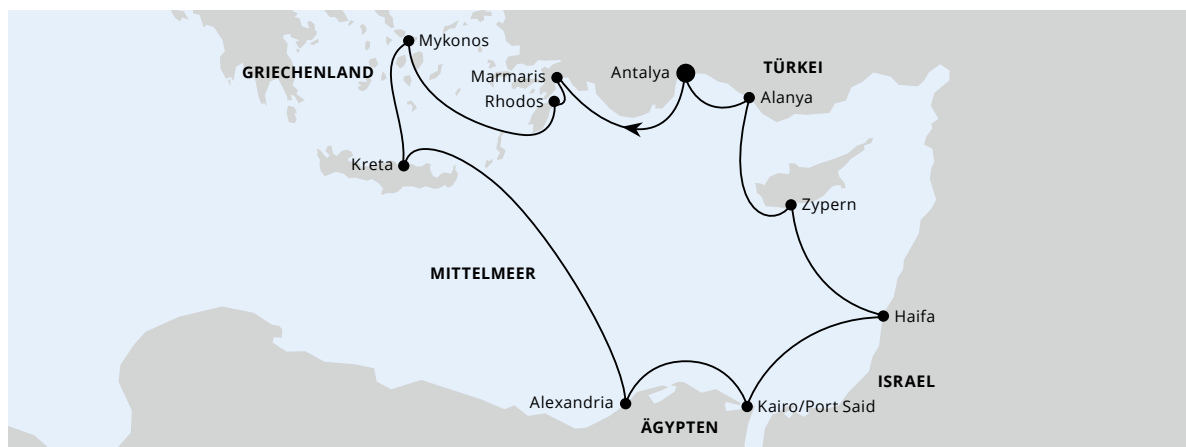 Mykonos
GRIECHENLAND
Marmaris
Antalya
TÜRKEI
Rhodos
Alanya
Kreta
Zypern
MITTELMEER
Haifa
ISRAEL
Alexandria
Kairo/Port Said
ÄGYPTEN